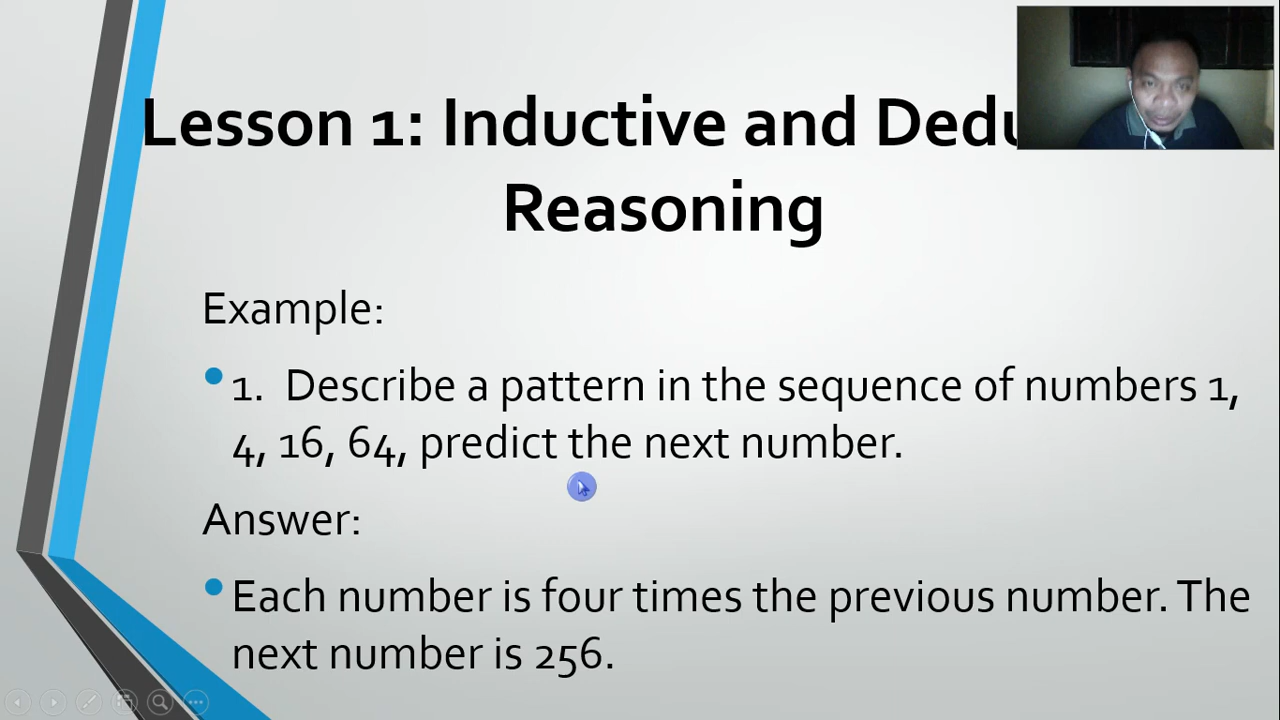 Lesson 1: Inductive and
Reasoning
Example:
1. Describe a pattern in the sequence of numbers 1,
4, 16, 64, predict the next number.
Answer:
Each number is four times the previous number. The
next number is 256.